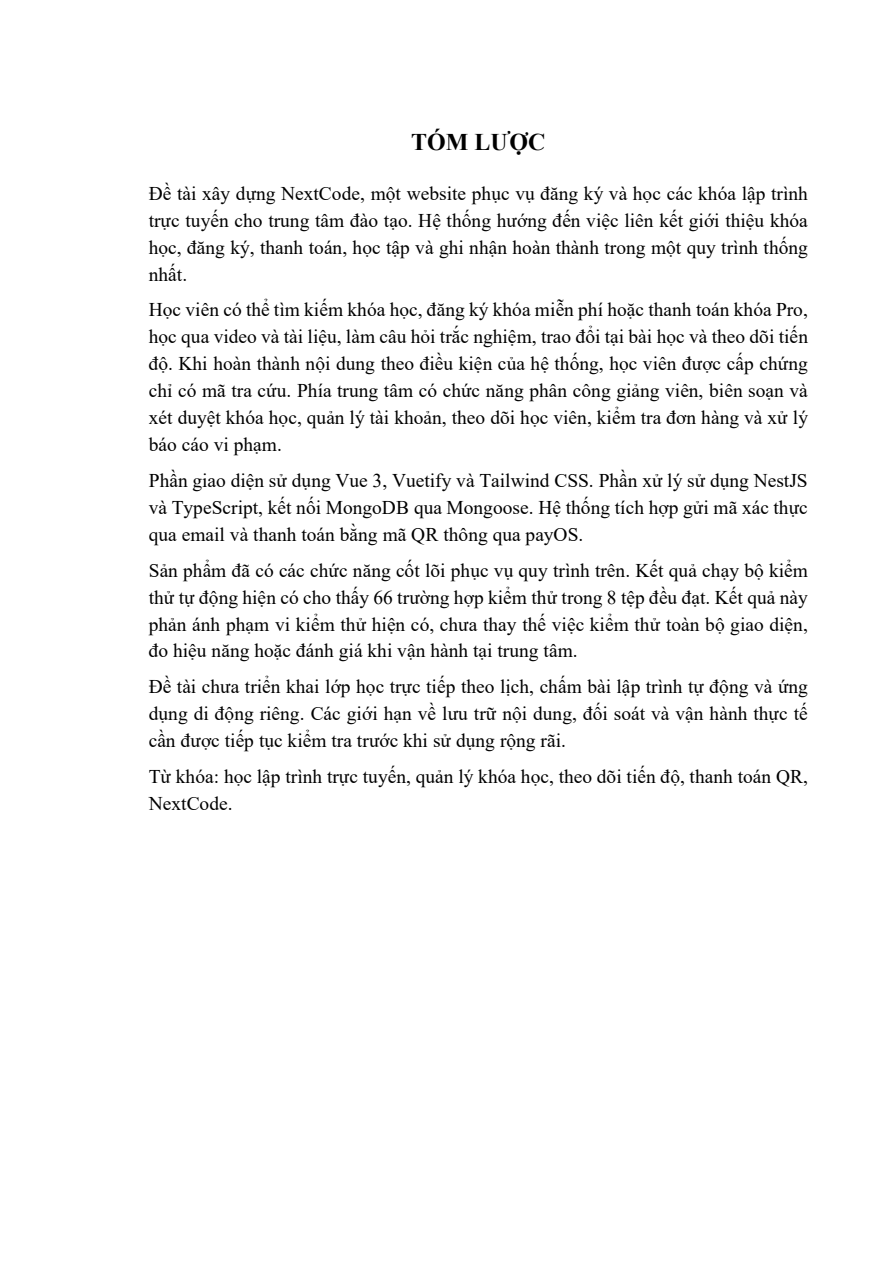 TÓM LƯỢC
Đề tài xây dựng NextCode, một website phục vụ đăng ký và học các khóa lập trình
trực tuyến cho trung tâm đào tạo. Hệ thống hướng đến việc liên kết giới thiệu khóa
học, đăng ký, thanh toán, học tập và ghi nhận hoàn thành trong một quy trình thống
nhất.
Học viên có thể tìm kiếm khóa học, đăng ký khóa miễn phí hoặc thanh toán khóa Pro,
học qua video và tài liệu, làm câu hỏi trắc nghiệm, trao đổi tại bài học và theo dõi tiến
độ. Khi hoàn thành nội dung theo điều kiện của hệ thống, học viên được cấp chứng
chỉ có mã tra cứu. Phía trung tâm có chức năng phân công giảng viên, biên soạn và
xét duyệt khóa học, quản lý tài khoản, theo dõi học viên, kiểm tra đơn hàng và xử lý
báo cáo vi phạm.
Phần giao diện sử dụng Vue 3, Vuetify và Tailwind CSS. Phần xử lý sử dụng NestJS
và TypeScript, kết nối MongoDB qua Mongoose. Hệ thống tích hợp gửi mã xác thực
qua email và thanh toán bằng mã QR thông qua payOS.
Sản phẩm đã có các chức năng cốt lõi phục vụ quy trình trên. Kết quả chạy bộ kiểm
thử tự động hiện có cho thấy 66 trường hợp kiểm thử trong 8 tệp đều đạt. Kết quả này
phản ánh phạm vi kiểm thử hiện có, chưa thay thế việc kiểm thử toàn bộ giao diện,
đo hiệu năng hoặc đánh giá khi vận hành tại trung tâm.
Đề tài chưa triển khai lớp học trực tiếp theo lịch, chấm bài lập trình tự động và ứng
dụng di động riêng. Các giới hạn về lưu trữ nội dung, đối soát và vận hành thực tế
cần được tiếp tục kiểm tra trước khi sử dụng rộng rãi.
Từ khóa: học lập trình trực tuyến, quản lý khóa học, theo dõi tiến độ, thanh toán QR,
NextCode.